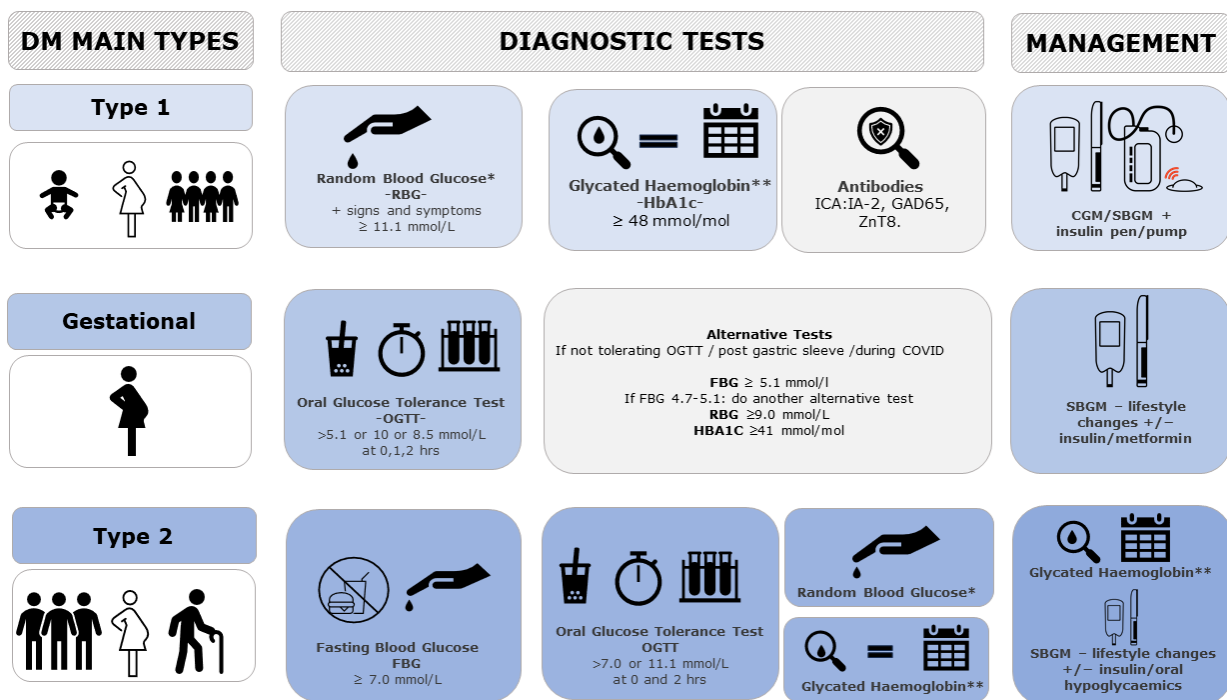 DM MAIN TYPES
DIAGNOSTIC TESTS
MANAGEMENT
Type 1
Random Blood Glucose*
-RBG-
+ signs and symptoms
≥ 11.1 mmol/L
Glycated Haemoglobin**
-HbA1c-
≥ 48 mmol/mol
Antibodies
ICA:IA-2, GAD65,
ZnT8.
CGM/SBGM +
insulin pen/pump
Gestational
Oral Glucose Tolerance Test
-OGTT-
>5.1 or 10 or 8.5 mmol/L
at 0,1,2 hrs
Alternative Tests
If not tolerating OGTT / post gastric sleeve /during COVID
FBG ≥ 5.1 mmol/l
If FBG 4.7-5.1: do another alternative test
RBG ≥9.0 mmol/L
HBA1C ≥41 mmol/mol
SBGM – lifestyle
changes +/–
insulin/metformin
Type 2
Fasting Blood Glucose
FBG
≥ 7.0 mmol/L
Oral Glucose Tolerance Test
OGTT
>7.0 or 11.1 mmol/L
at 0 and 2 hrs
Random Blood Glucose*
Glycated Haemoglobin**
Glycated Haemoglobin**
SBGM – lifestyle changes
+/– insulin/oral
hypoglycaemics